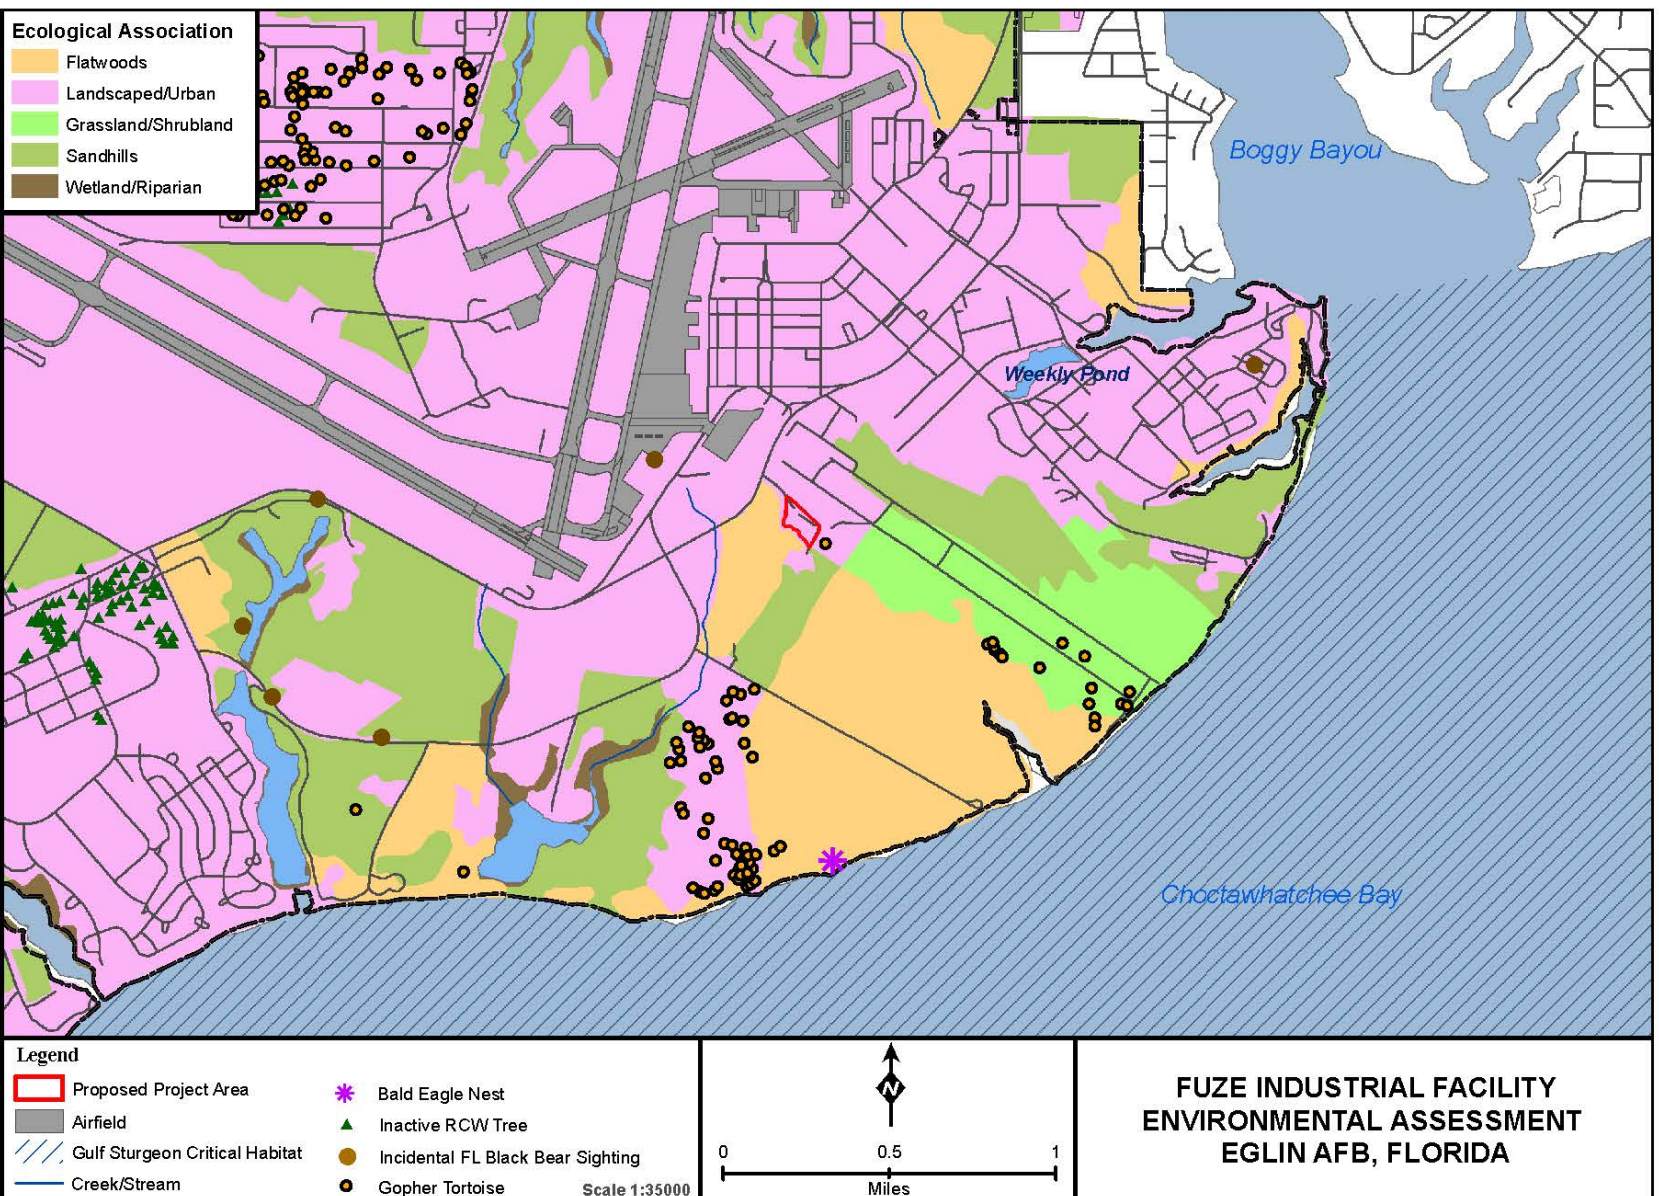 Ecological Association
Flatwoods
Landscaped/Urban
Grassland/Shrubland
Sandhills
Wetland/Riparian
Boggy Bayou
Weekly Pond
Choctawhatchee Bay
Legend
Proposed Project Area
Airfield
Gulf Sturgeon Critical Habitat
Creek/Stream
Bald Eagle Nest
Inactive RCW Tree
Incidental FL Black Bear Sighting
Gopher Tortoise
Scale 1:35000
N
0 0.5 1
Miles
FUZE INDUSTRIAL FACILITY
ENVIRONMENTAL ASSESSMENT
EGLIN AFB, FLORIDA